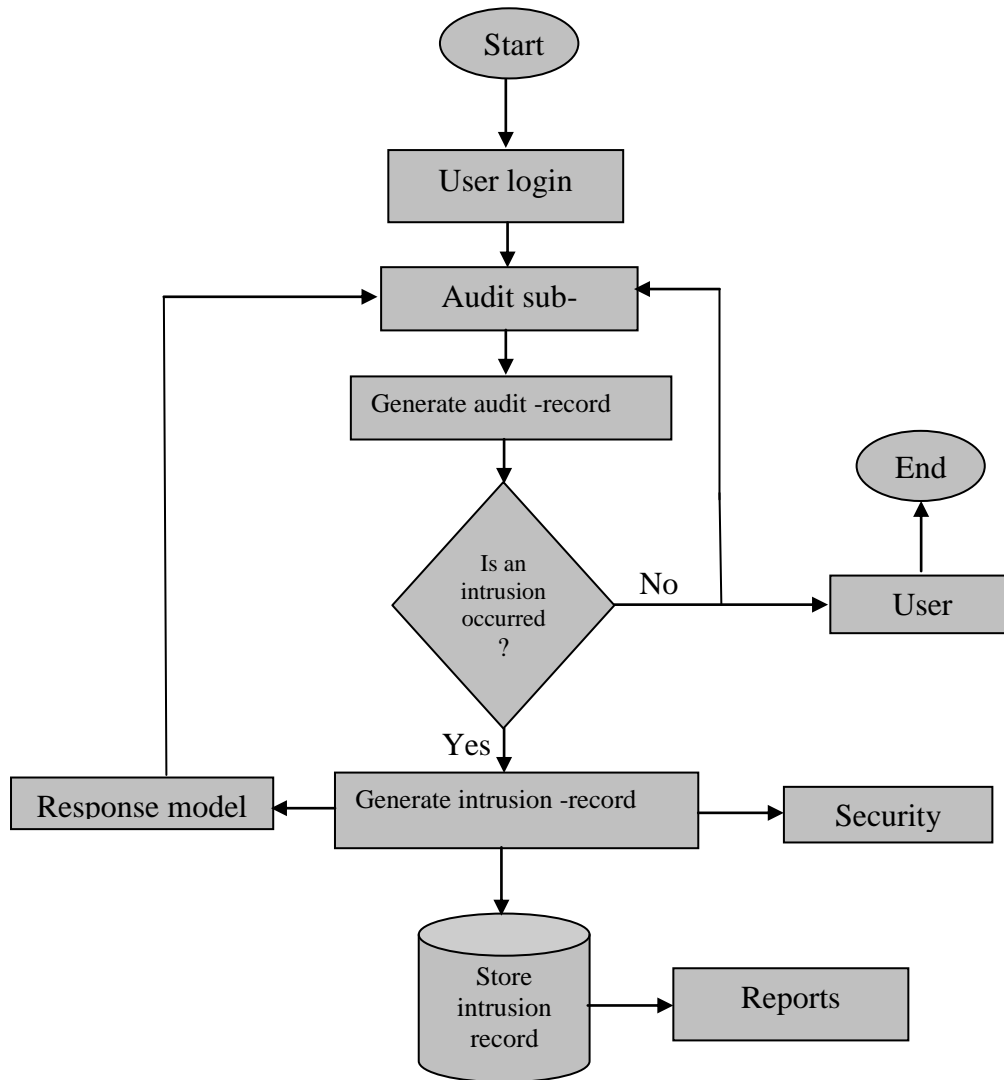 Start
User login
Audit sub-
Generate audit -record
End
Is an
intrusion
occurred
?
No
User
Yes
Response model
Generate intrusion -record
Security
Store
intrusion
record
Reports